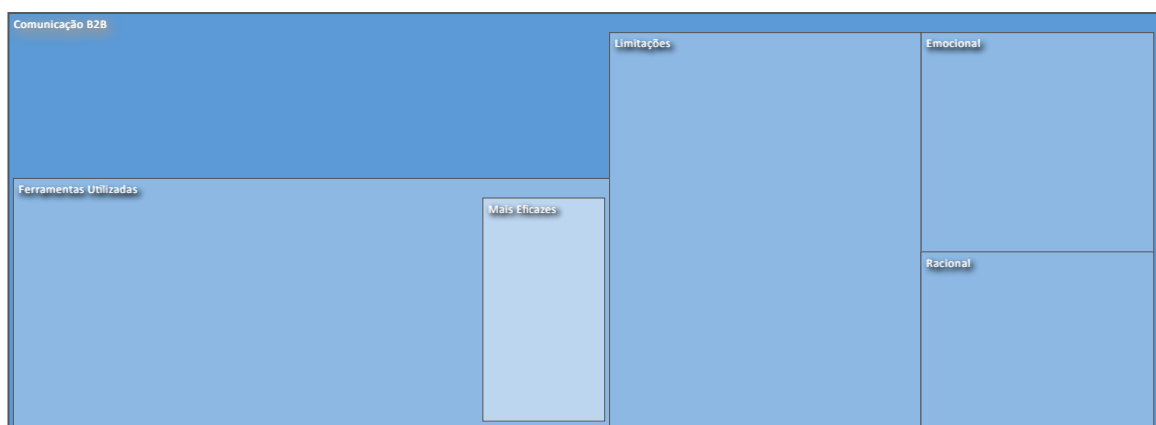 Comunicação B2B
Limitações
Emocional
Ferramentas Utilizadas
Mais Eficazes
Racional